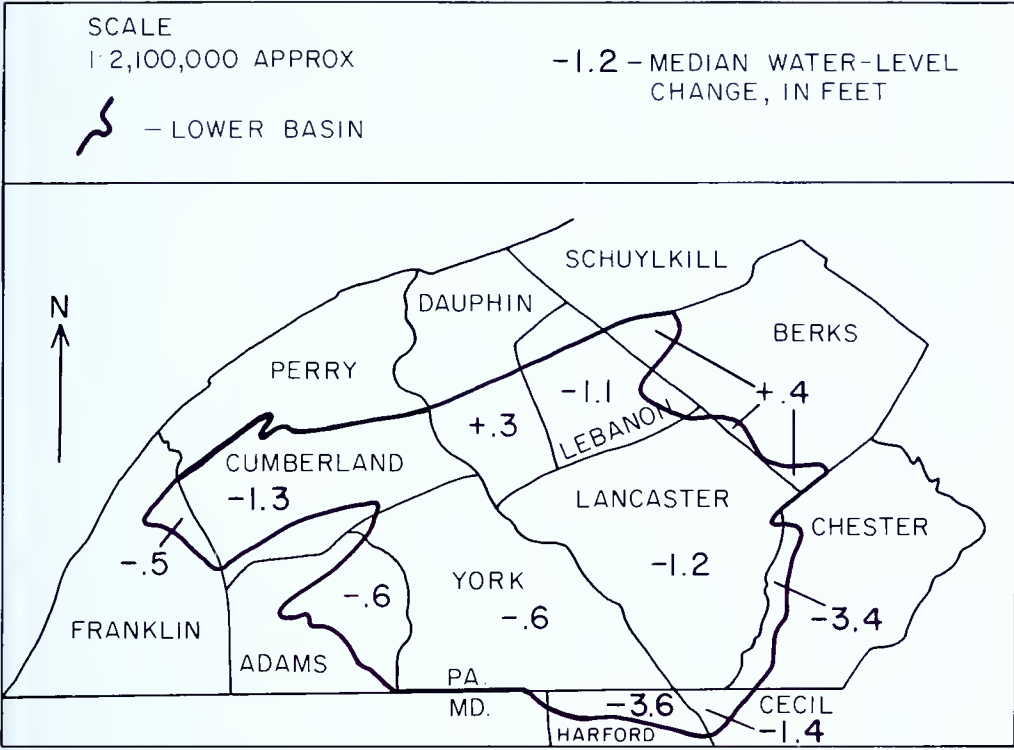 SCALE
1:2,100,000 APPROX
– LOWER BASIN
-1.2 – MEDIAN WATER-LEVEL
CHANGE, IN FEET
N
SCHUYLKILL
DAUPHIN
BERKS
PERRY
-1.1
+.4
+.3
LEBANON
CUMBERLAND
-1.3
LANCASTER
CHESTER
-.5
YORK
-1.2
-.6
-.6
-3.4
FRANKLIN
ADAMS
PA.
MD.
-3.6
CECIL
HARFORD
-1.4